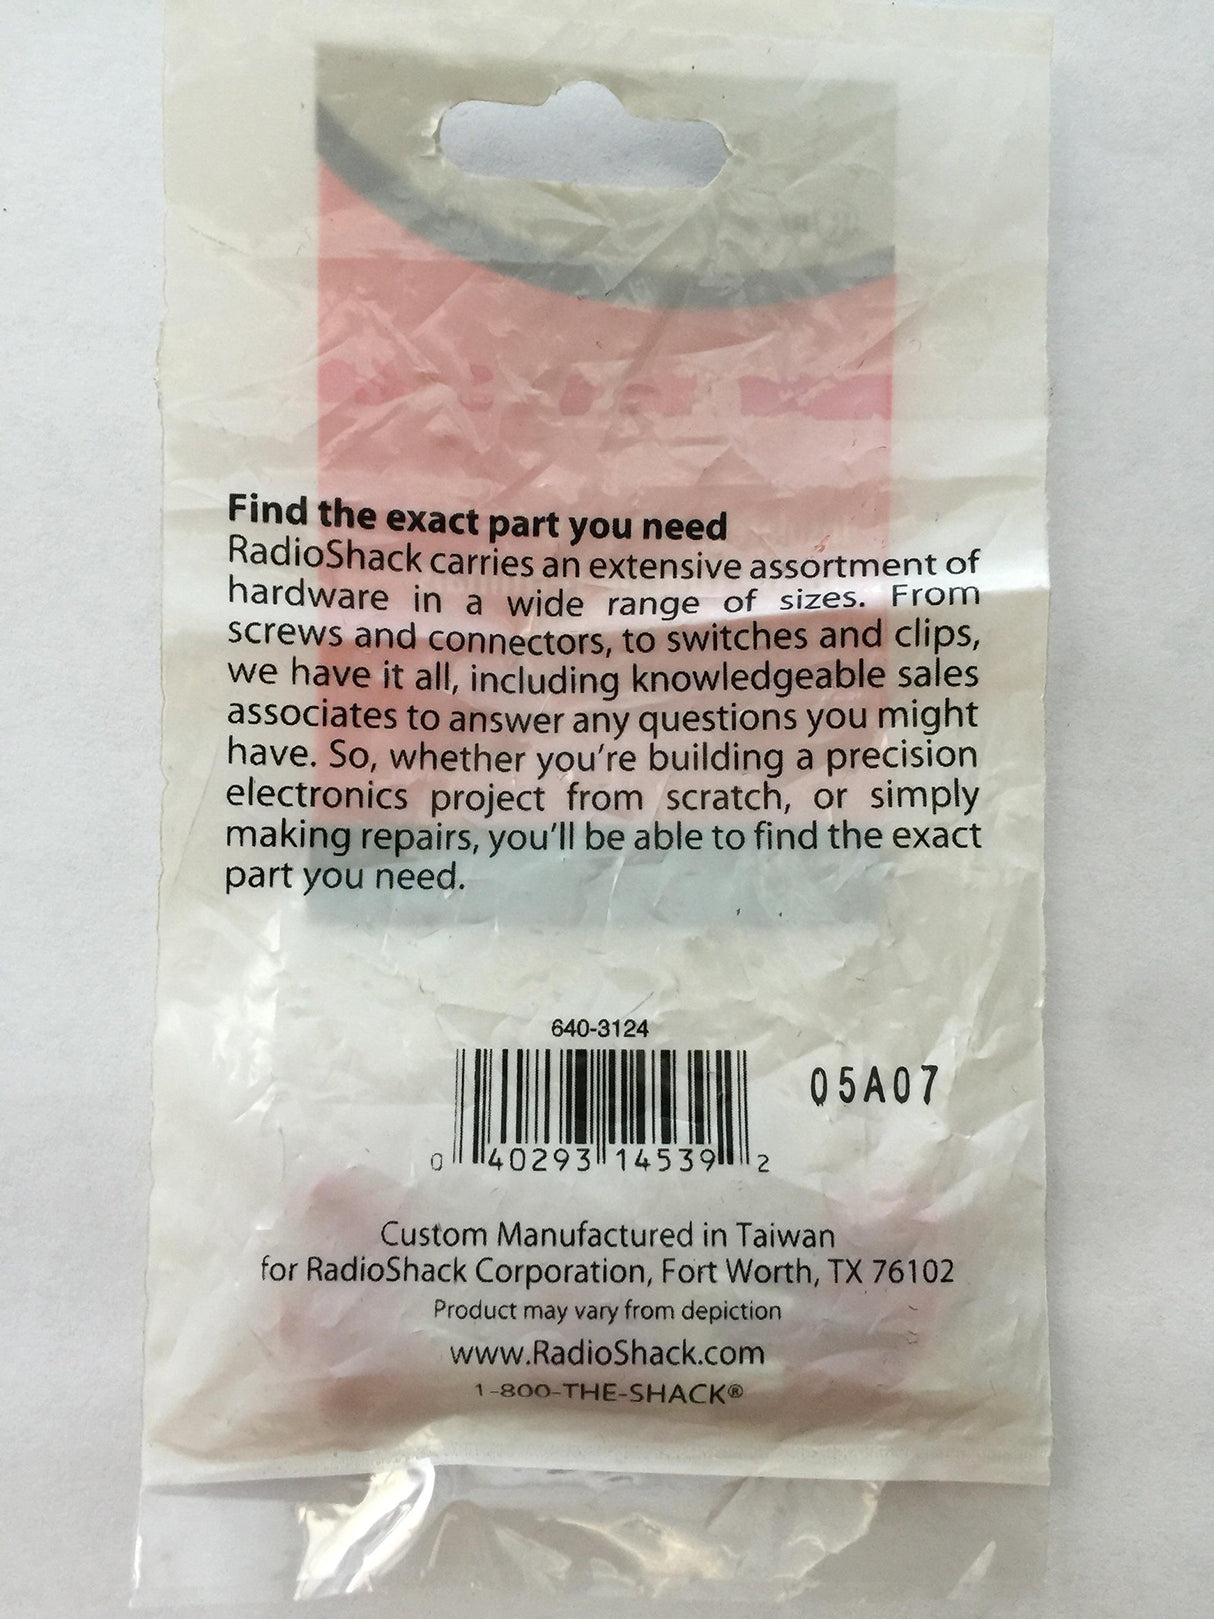 Find the exact part you need
RadioShack carries an extensive assortment of
hardware in a wide range of sizes. From
screws and connectors, to switches and clips,
we have it all, including knowledgeable sales
associates to answer any questions you might
have. So, whether you're building a precision
electronics project from scratch, or simply
making repairs, you'll be able to find the exact
part you need.
640-3124
05A07
0 40293 14539 2
Custom Manufactured in Taiwan
for RadioShack Corporation, Fort Worth, TX 76102
Product may vary from depiction
www.RadioShack.com
1-800-THE-SHACK®